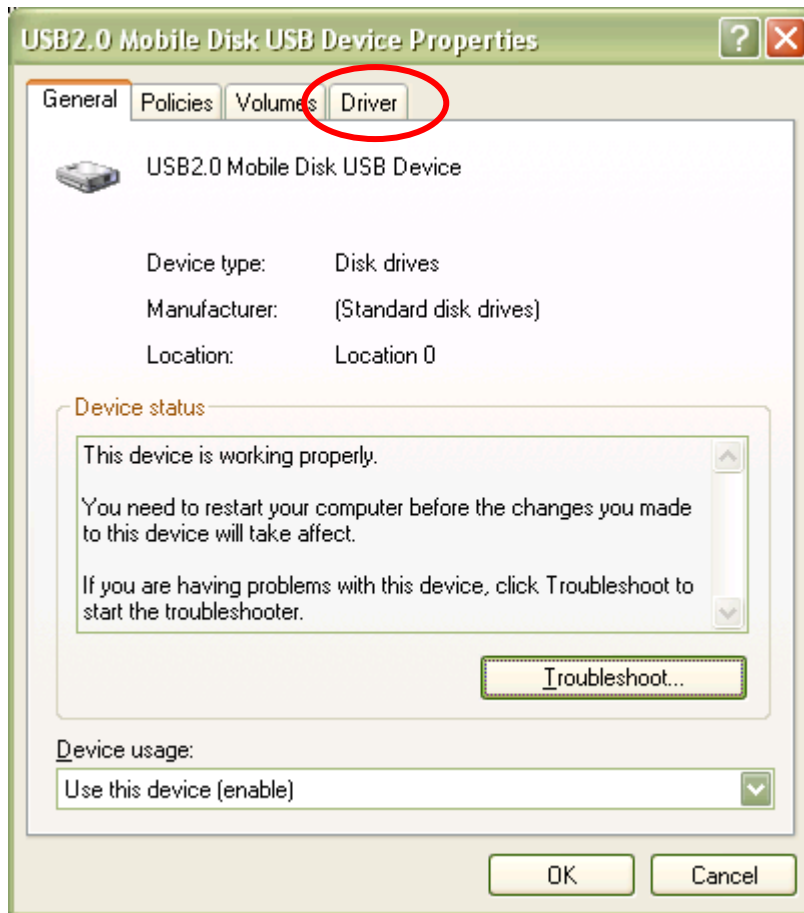 USB2.0 Mobile Disk USB Device Properties
General Policies Volumes Driver
USB2.0 Mobile Disk USB Device
Device type: Disk drives
Manufacturer: (Standard disk drives)
Location: Location 0
Device status
This device is working properly.
You need to restart your computer before the changes you made
to this device will take affect.
If you are having problems with this device, click Troubleshoot to
start the troubleshooter.
Troubleshoot...
Device usage:
Use this device (enable)
OK Cancel